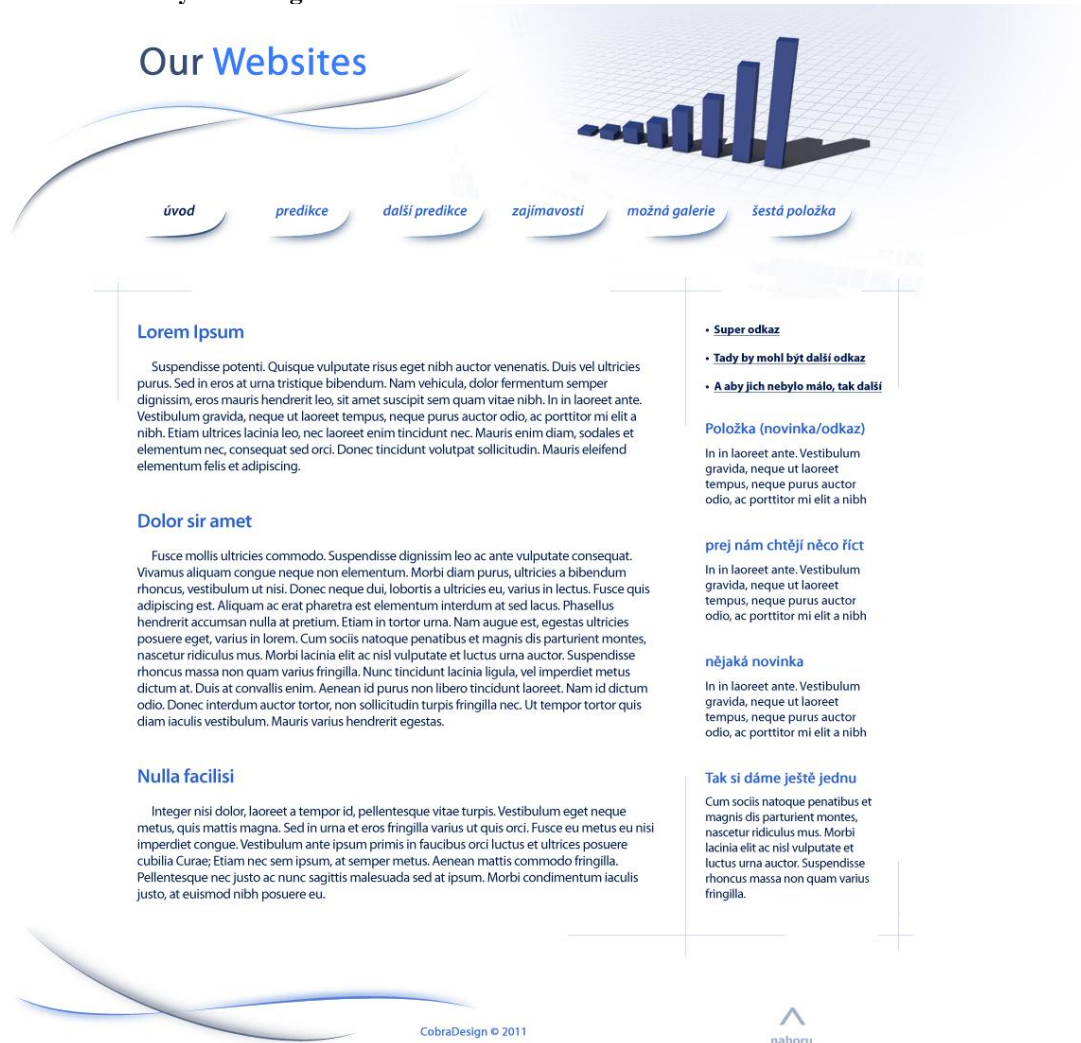 Our Websites
úvod predikce další predikce zajímavosti možná galerie šestá položka
Lorem Ipsum
Suspendisse potenti. Quisque vulputate risus eget nibh auctor venenatis. Duis vel ultricies
purus. Sed in eros at urna tristique bibendum. Nam vehicula, dolor fermentum semper
dignissim, eros mauris hendrerit leo, sit amet suscipit sem quam vitae nibh. In in laoreet ante.
Vestibulum gravida, neque ut laoreet tempus, neque purus auctor odio, ac porttitor mi elit a
nibh. Etiam ultrices lacinia leo, nec laoreet enim tincidunt nec. Mauris enim diam, sodales et
elementum nec, consequat sed orci. Donec tincidunt volutpat sollicitudin. Mauris eleifend
elementum felis et adipiscing.
Dolor sir amet
Fusce mollis ultricies commodo. Suspendisse dignissim leo ac ante vulputate consequat.
Vivamus aliquam congue neque non elementum. Morbi diam purus, ultricies a bibendum
rhoncus, vestibulum ut nisi. Donec neque dui, lobortis a ultricies eu, varius in lectus. Fusce quis
adipiscing est. Aliquam ac erat pharetra est elementum interdum at sed lacus. Phasellus
hendrerit accumsan nulla at pretium. Etiam in tortor urna. Nam augue est, egestas ultricies
posuere eget, varius in lorem. Cum sociis natoque penatibus et magnis dis parturient montes,
nascetur ridiculus mus. Morbi lacinia elit ac nisl vulputate et luctus urna auctor. Suspendisse
rhoncus massa non quam varius fringilla. Nunc tincidunt lacinia ligula, vel imperdiet metus
dictum at. Duis at convallis enim. Aenean id purus non libero tincidunt laoreet. Nam id dictum
odio. Donec interdum auctor tortor, non sollicitudin turpis fringilla nec. Ut tempor tortor quis
diam iaculis vestibulum. Mauris varius hendrerit egestas.
Nulla facilisi
Integer nisi dolor, laoreet a tempor id, pellentesque vitae turpis. Vestibulum eget neque
metus, quis mattis magna. Sed in urna et eros fringilla varius ut quis orci. Fusce eu metus eu nisi
imperdiet congue. Vestibulum ante ipsum primis in faucibus orci luctus et ultrices posuere
cubilia Curae; Etiam nec sem ipsum, at semper metus. Aenean mattis commodo fringilla.
Pellentesque nec justo ac nunc sagittis malesuada sed at ipsum. Morbi condimentum iaculis
justo, at euismod nibh posuere eu.
• Super odkaz
• Tady by mohl být další odkaz
• A aby jich nebylo málo, tak další
Položka (novinka/odkaz)
In in laoreet ante. Vestibulum
gravida, neque ut laoreet
tempus, neque purus auctor
odio, ac porttitor mi elit a nibh
prej nám chtějí něco říct
In in laoreet ante. Vestibulum
gravida, neque ut laoreet
tempus, neque purus auctor
odio, ac porttitor mi elit a nibh
nějaká novinka
In in laoreet ante. Vestibulum
gravida, neque ut laoreet
tempus, neque purus auctor
odio, ac porttitor mi elit a nibh
Tak si dáme ještě jednu
Cum sociis natoque penatibus et
magnis dis parturient montes,
nascetur ridiculus mus. Morbi
lacinia elit ac nisl vulputate et
luctus urna auctor. Suspendisse
rhoncus massa non quam varius
fringilla.
CobraDesign © 2011
nahoru